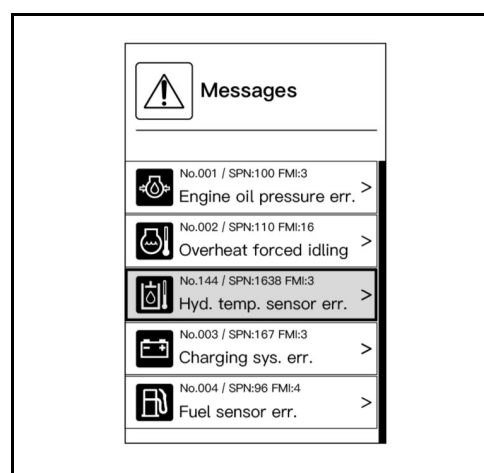 Messages
No.001 / SPN:100 FMI:3
Engine oil pressure err. >
No.002 / SPN:110 FMI:16
Overheat forced idling >
No.144 / SPN:1638 FMI:3
Hyd. temp. sensor err. >
No.003 / SPN:167 FMI:3
Charging sys. err. >
No.004 / SPN:96 FMI:4
Fuel sensor err. >